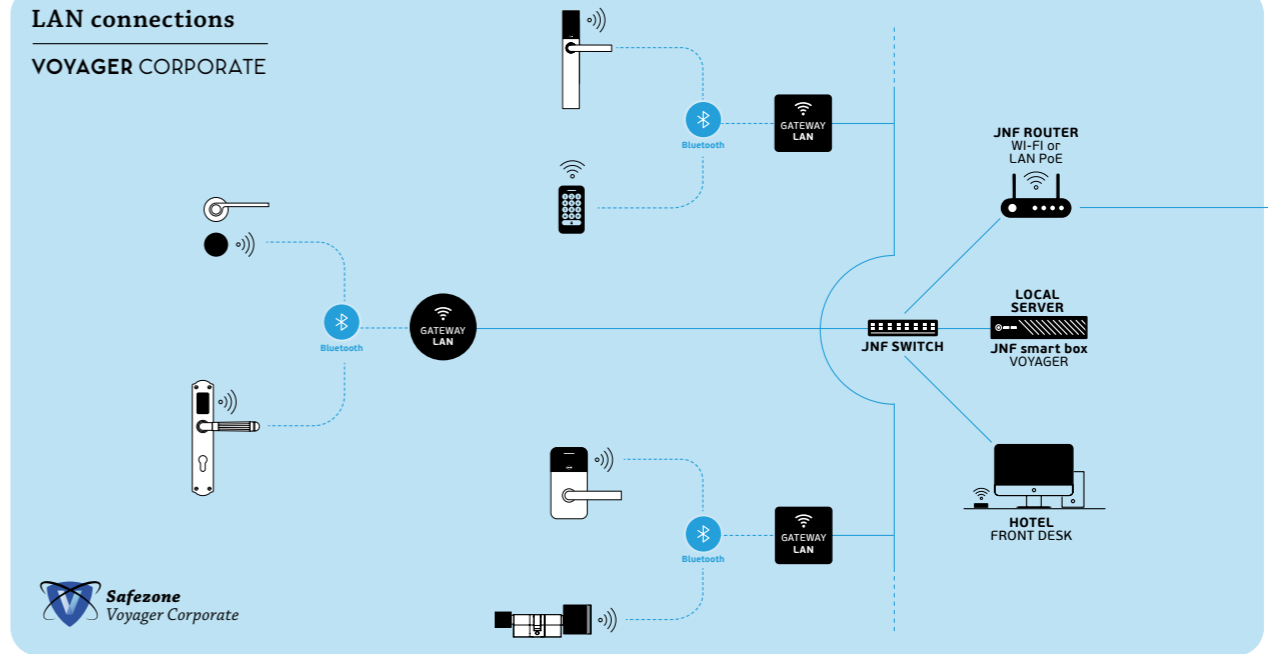 LAN connections
VOYAGER CORPORATE
Bluetooth
GATEWAY
LAN
JNF ROUTER
WI-FI or
LAN PoE
Bluetooth
GATEWAY
LAN
JNF SWITCH
LOCAL
SERVER
JNF smart box
VOYAGER
Bluetooth
GATEWAY
LAN
HOTEL
FRONT DESK
Safezone
Voyager Corporate